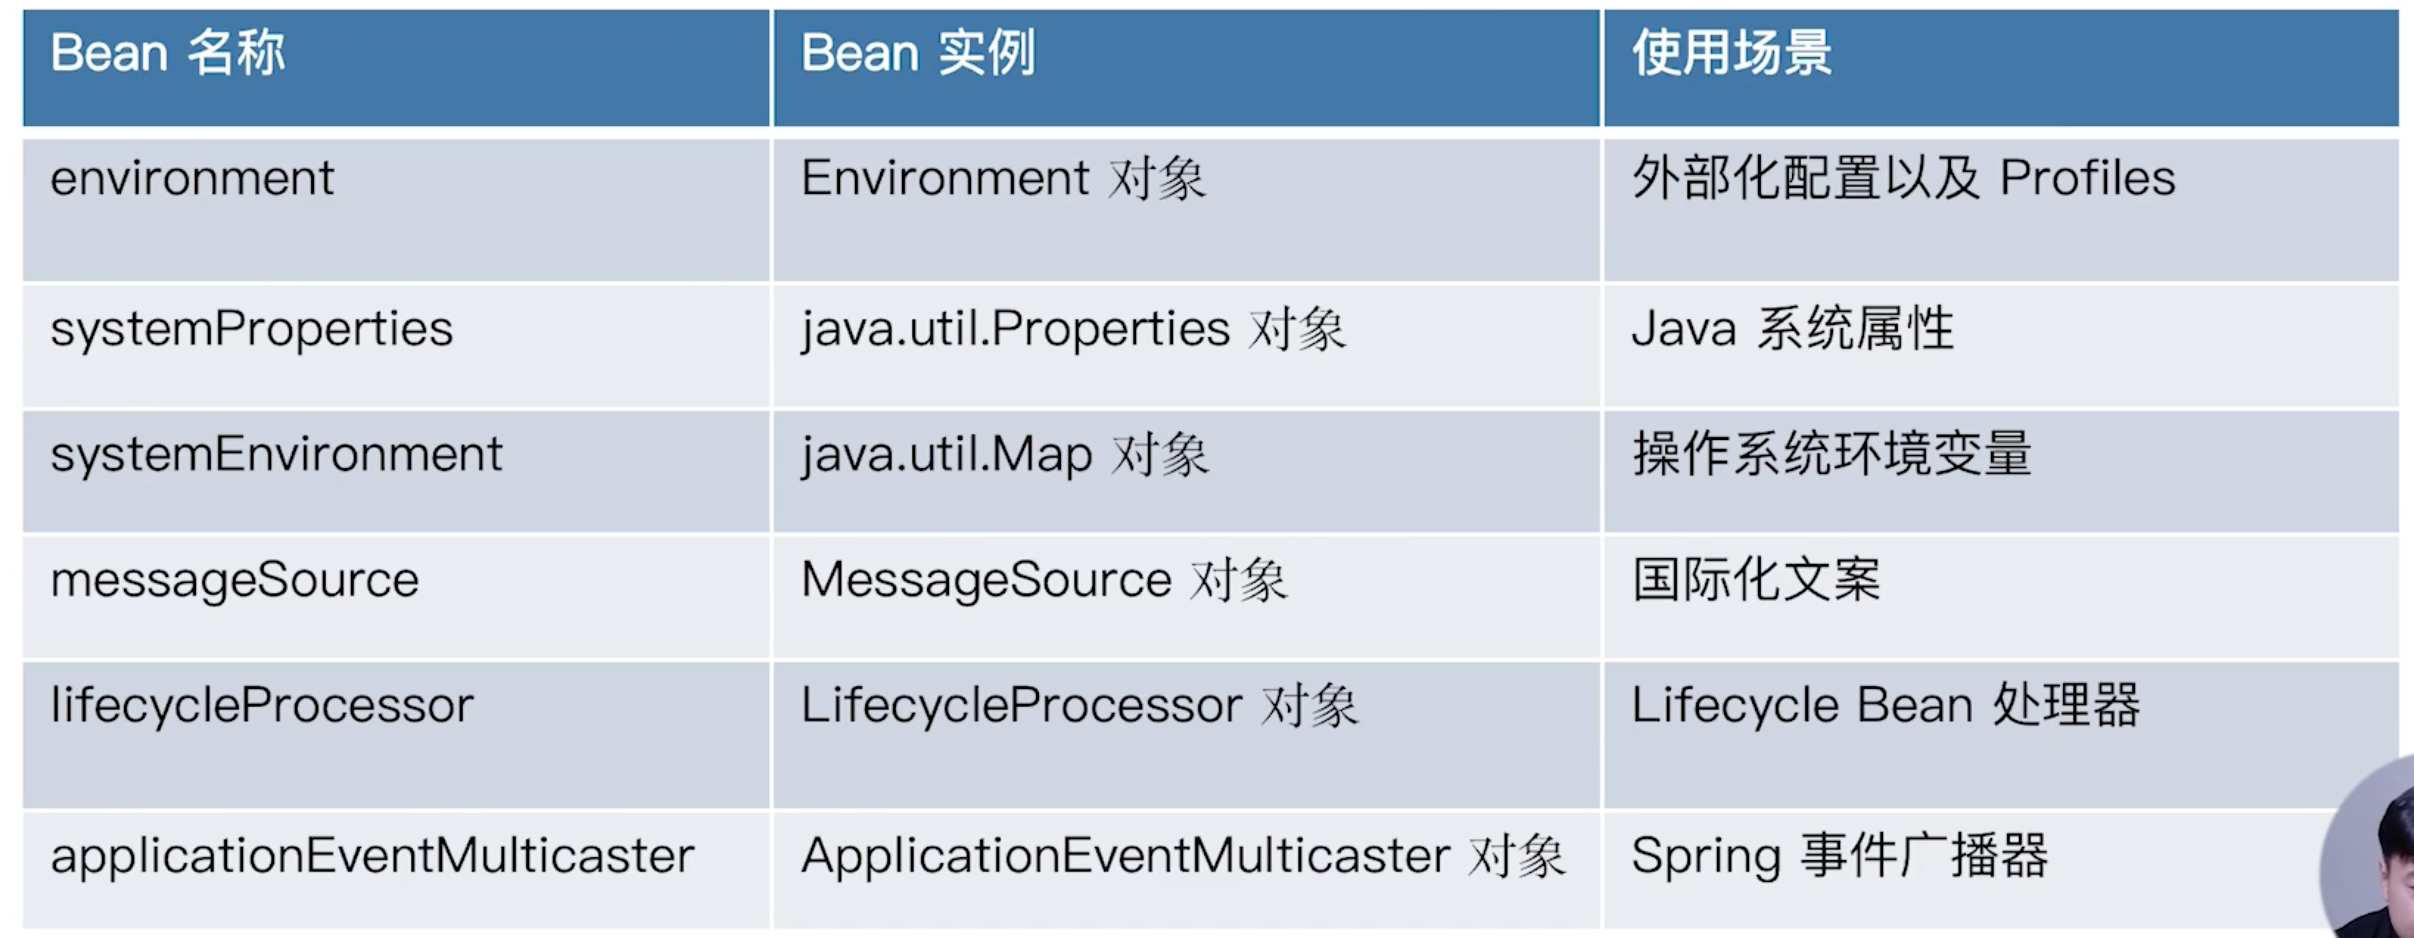 Bean 名称
Bean 实例
使用场景
environment
Environment 对象
外部化配置以及 Profiles
systemProperties
java.util.Properties 对象
Java 系统属性
systemEnvironment
java.util.Map 对象
操作系统环境变量
messageSource
MessageSource 对象
国际化文案
lifecycleProcessor
LifecycleProcessor 对象
Lifecycle Bean 处理器
applicationEventMulticaster
ApplicationEventMulticaster 对象
Spring 事件广播器